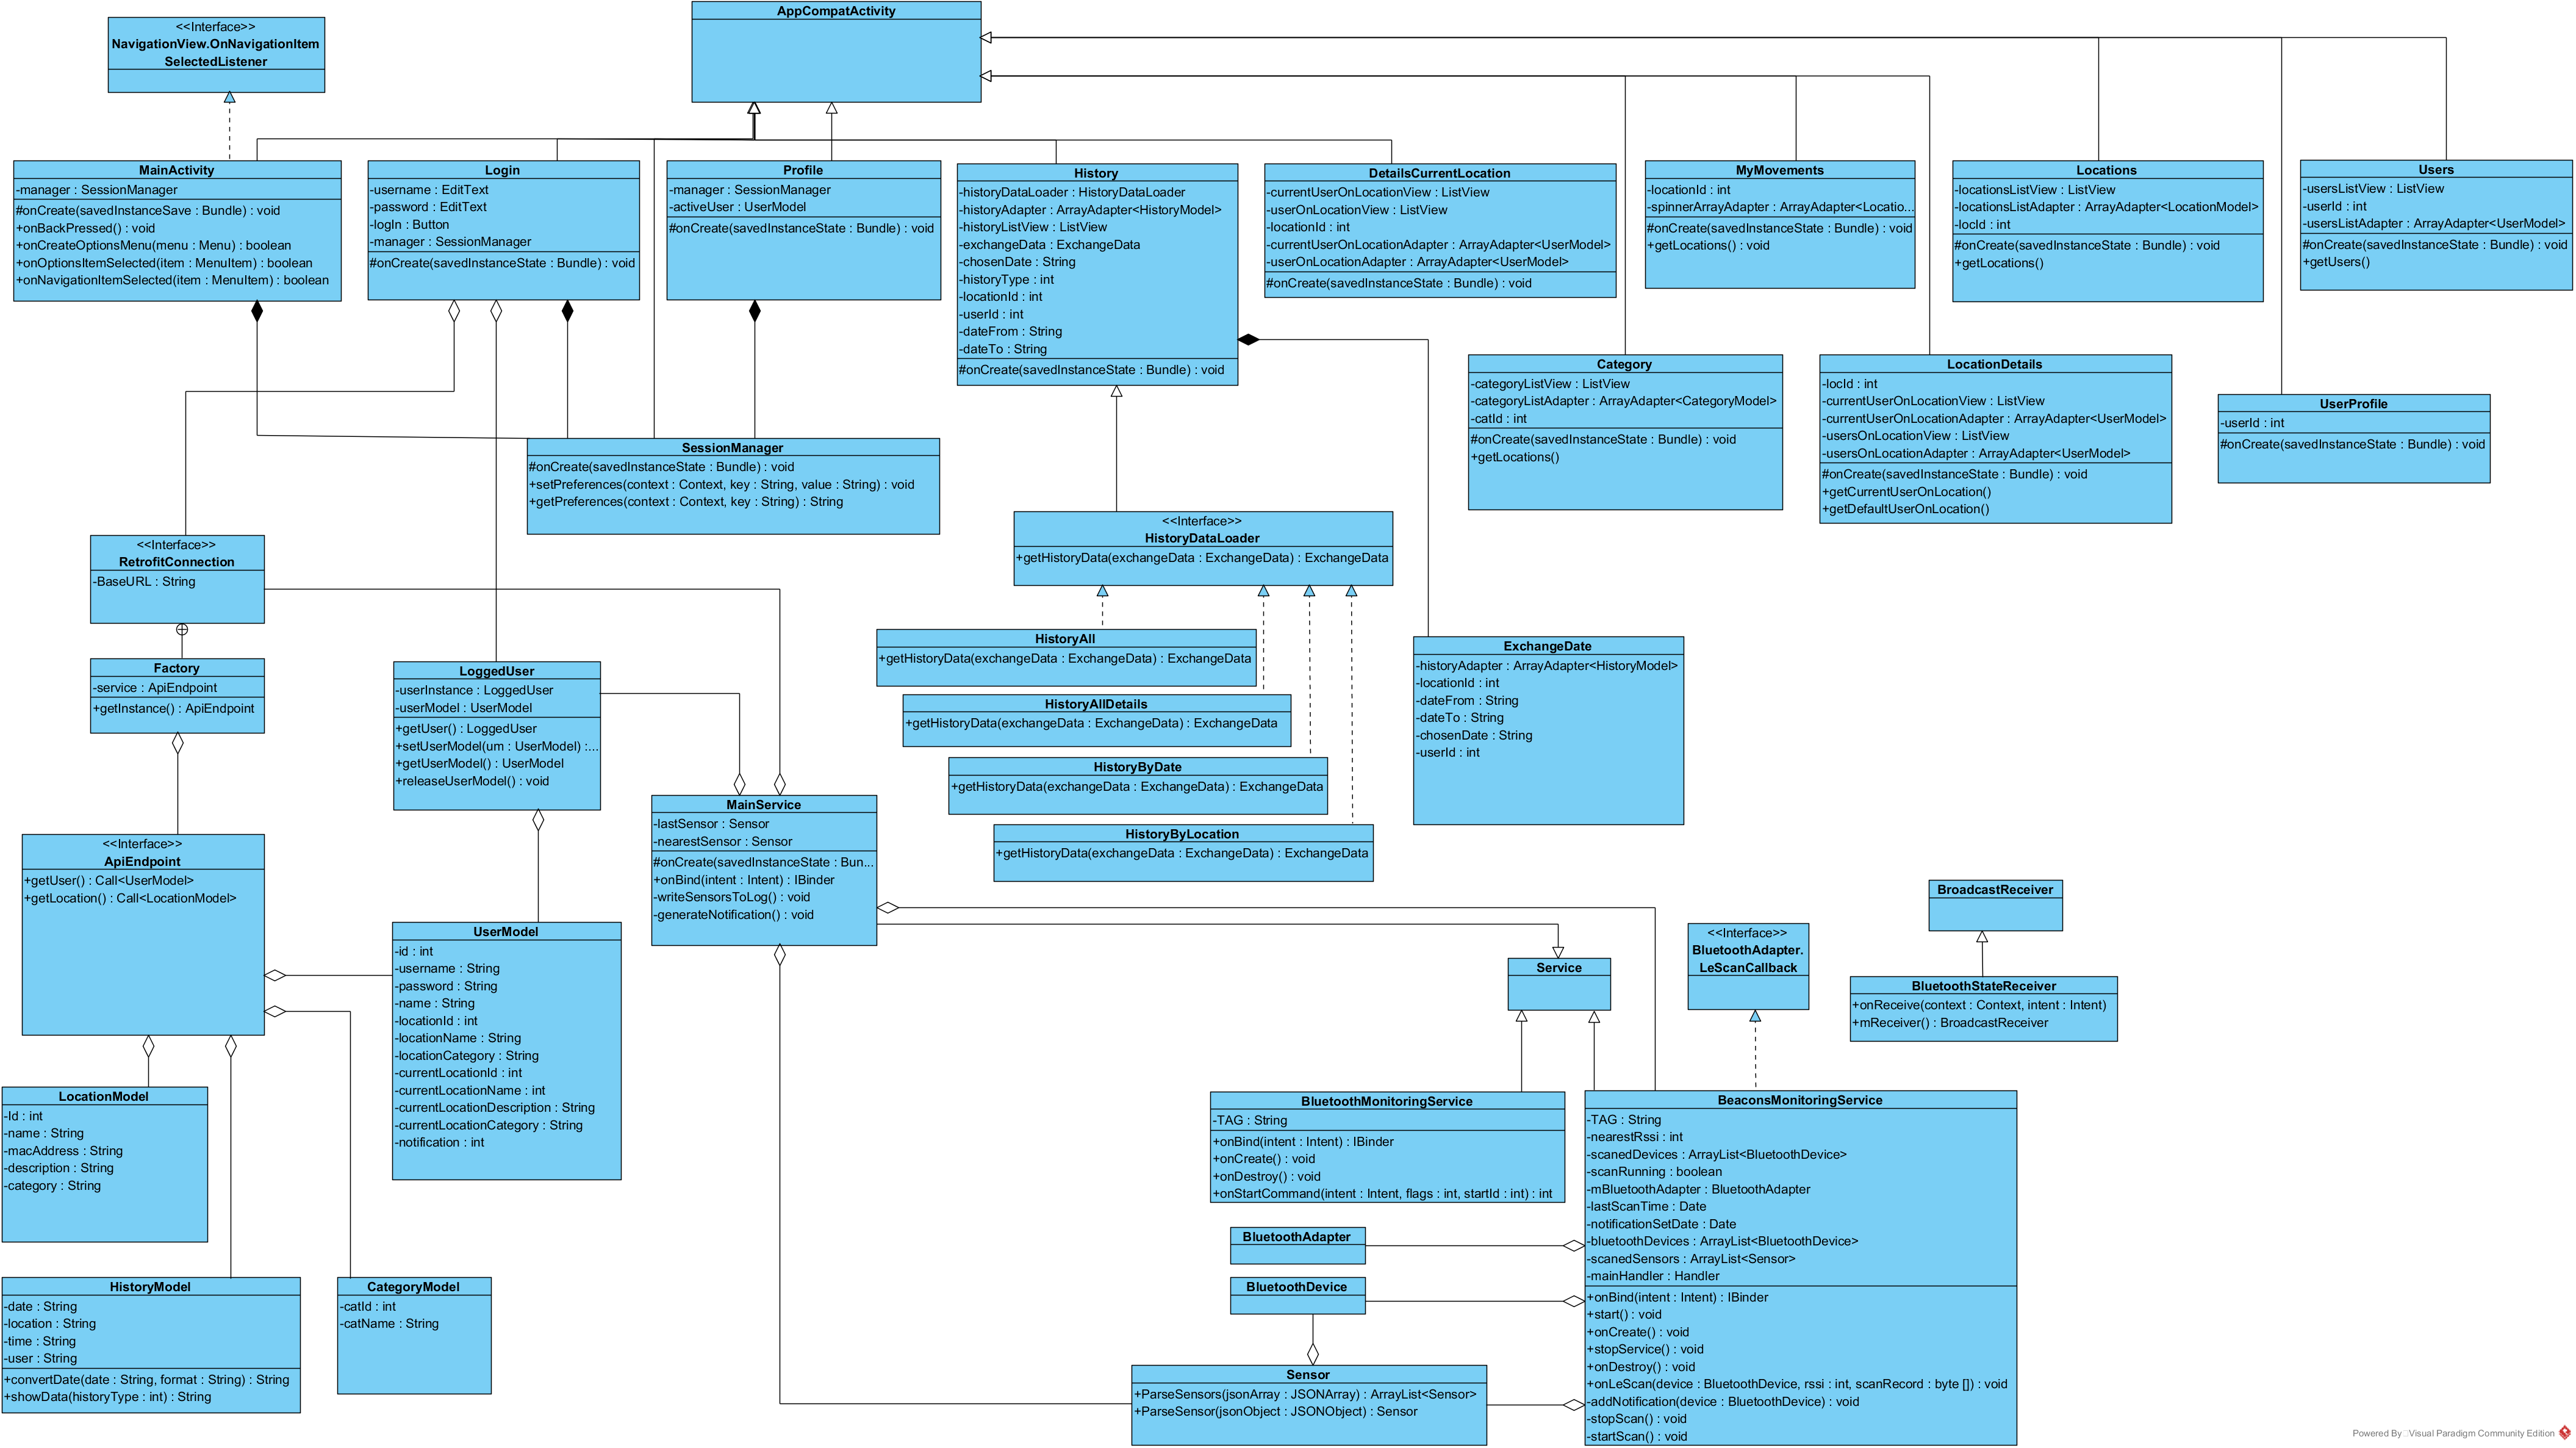 AppCompatActivity
<<Interface>>
NavigationView.OnNavigationItem
SelectedListener
MainActivity
-manager : SessionManager
#onCreate(savedInstanceSave : Bundle) : void
+onBackPressed() : void
+onCreateOptionsMenu(menu : Menu) : boolean
+onOptionsItemSelected(item : MenuItem) : boolean
+onNavigationItemSelected(item : MenuItem) : boolean
Login
-username : EditText
-password : EditText
-logIn : Button
-manager : SessionManager
#onCreate(savedInstanceState : Bundle) : void
Profile
-manager : SessionManager
-activeUser : UserModel
#onCreate(savedInstanceState : Bundle) : void
History
-historyDataLoader : HistoryDataLoader
-historyAdapter : ArrayAdapter<HistoryModel>
-historyListView : ListView
-exchangeData : ExchangeData
-chosenDate : String
-historyType : int
-locationId : int
-userId : int
-dateFrom : String
-dateTo : String
#onCreate(savedInstanceState : Bundle) : void
DetailsCurrentLocation
-currentUserOnLocationView : ListView
-userOnLocationView : ListView
-locationId : int
-currentUserOnLocationAdapter : ArrayAdapter<UserModel>
-userOnLocationAdapter : ArrayAdapter<UserModel>
#onCreate(savedInstanceState : Bundle) : void
MyMovements
-locationId : int
-spinnerArrayAdapter : ArrayAdapter<Locatio...
#onCreate(savedInstanceState : Bundle) : void
+getLocations() : void
Locations
-locationsListView : ListView
-locationsListAdapter : ArrayAdapter<LocationModel>
-locId : int
#onCreate(savedInstanceState : Bundle) : void
+getLocations()
Users
-usersListView : ListView
-userId : int
-usersListAdapter : ArrayAdapter<UserModel>
#onCreate(savedInstanceState : Bundle) : void
+getUsers()
Category
-categoryListView : ListView
-categoryListAdapter : ArrayAdapter<CategoryModel>
-catId : int
#onCreate(savedInstanceState : Bundle) : void
+getLocations()
LocationDetails
-locId : int
-currentUserOnLocationView : ListView
-currentUserOnLocationAdapter : ArrayAdapter<UserModel>
-usersOnLocationView : ListView
-usersOnLocationAdapter : ArrayAdapter<UserModel>
#onCreate(savedInstanceState : Bundle) : void
+getCurrentUserOnLocation()
+getDefaultUserOnLocation()
UserProfile
-userId : int
#onCreate(savedInstanceState : Bundle) : void
SessionManager
#onCreate(savedInstanceState : Bundle) : void
+setPreferences(context : Context, key : String, value : String) : void
+getPreferences(context : Context, key : String) : String
<<Interface>>
RetrofitConnection
-BaseURL : String
<<Interface>>
HistoryDataLoader
+getHistoryData(exchangeData : ExchangeData) : ExchangeData
HistoryAll
+getHistoryData(exchangeData : ExchangeData) : ExchangeData
HistoryAllDetails
+getHistoryData(exchangeData : ExchangeData) : ExchangeData
HistoryByDate
+getHistoryData(exchangeData : ExchangeData) : ExchangeData
HistoryByLocation
+getHistoryData(exchangeData : ExchangeData) : ExchangeData
ExchangeDate
-historyAdapter : ArrayAdapter<HistoryModel>
-locationId : int
-dateFrom : String
-dateTo : String
-chosenDate : String
-userId : int
Factory
-service : ApiEndpoint
+getInstance() : ApiEndpoint
LoggedUser
-userInstance : LoggedUser
-userModel : UserModel
+getUser() : LoggedUser
+setUserModel(um : UserModel) :...
+getUserModel() : UserModel
+releaseUserModel() : void
MainService
-lastSensor : Sensor
-nearestSensor : Sensor
#onCreate(savedInstanceState : Bun...
+onBind(intent : Intent) : IBinder
-writeSensorsToLog() : void
-generateNotification() : void
<<Interface>>
ApiEndpoint
+getUser() : Call<UserModel>
+getLocation() : Call<LocationModel>
UserModel
-id : int
-username : String
-password : String
-name : String
-locationId : int
-locationName : String
-locationCategory : String
-currentLocationId : int
-currentLocationName : int
-currentLocationDescription : String
-currentLocationCategory : String
-notification : int
Service
<<Interface>>
BluetoothAdapter.
LeScanCallback
BroadcastReceiver
BluetoothStateReceiver
+onReceive(context : Context, intent : Intent)
+mReceiver() : BroadcastReceiver
LocationModel
-Id : int
-name : String
-macAddress : String
-description : String
-category : String
BluetoothMonitoringService
-TAG : String
+onBind(intent : Intent) : IBinder
+onCreate() : void
+onDestroy() : void
+onStartCommand(intent : Intent, flags : int, startId : int) : int
BeaconsMonitoringService
-TAG : String
-nearestRssi : int
-scanedDevices : ArrayList<BluetoothDevice>
-scanRunning : boolean
-mBluetoothAdapter : BluetoothAdapter
-lastScanTime : Date
-notificationSetDate : Date
-bluetoothDevices : ArrayList<BluetoothDevice>
-scanedSensors : ArrayList<Sensor>
-mainHandler : Handler
+onBind(intent : Intent) : IBinder
+start() : void
+onCreate() : void
+stopService() : void
+onDestroy() : void
+onLeScan(device : BluetoothDevice, rssi : int, scanRecord : byte []) : void
-addNotification(device : BluetoothDevice) : void
-stopScan() : void
-startScan() : void
BluetoothAdapter
BluetoothDevice
Sensor
+ParseSensors(jsonArray : JSONArray) : ArrayList<Sensor>
+ParseSensor(jsonObject : JSONObject) : Sensor
HistoryModel
-date : String
-location : String
-time : String
-user : String
+convertDate(date : String, format : String) : String
+showData(historyType : int) : String
CategoryModel
-catId : int
-catName : String
Powered By Visual Paradigm Community Edition